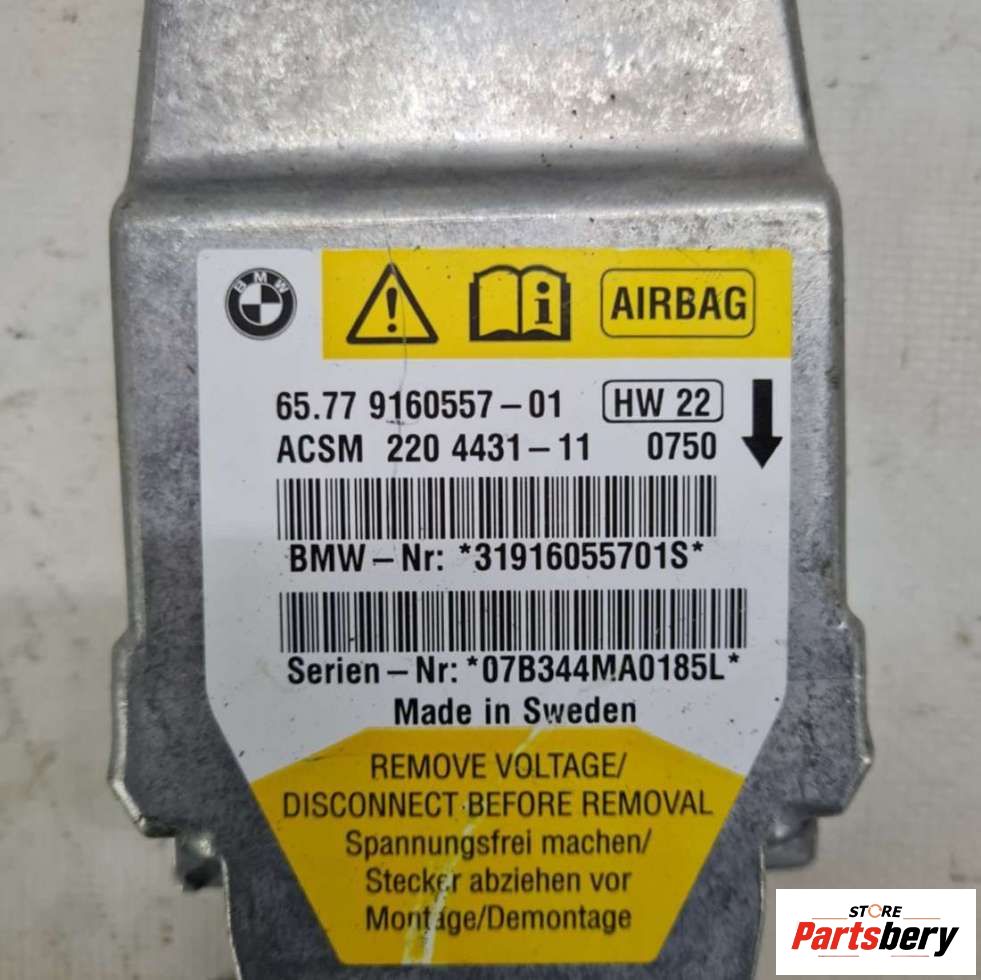 BMW
AIRBAG
65.77 9160557-01 HW 22
ACSM 220 4431-11 0750
BMW-Nr: *31916055701S*
Serien-Nr: *07B344MA0185L*
Made in Sweden
REMOVE VOLTAGE/
DISCONNECT BEFORE REMOVAL
Spannungsfrei machen/
Stecker abziehen vor
Montage/Demontage
STORE
Partsbery